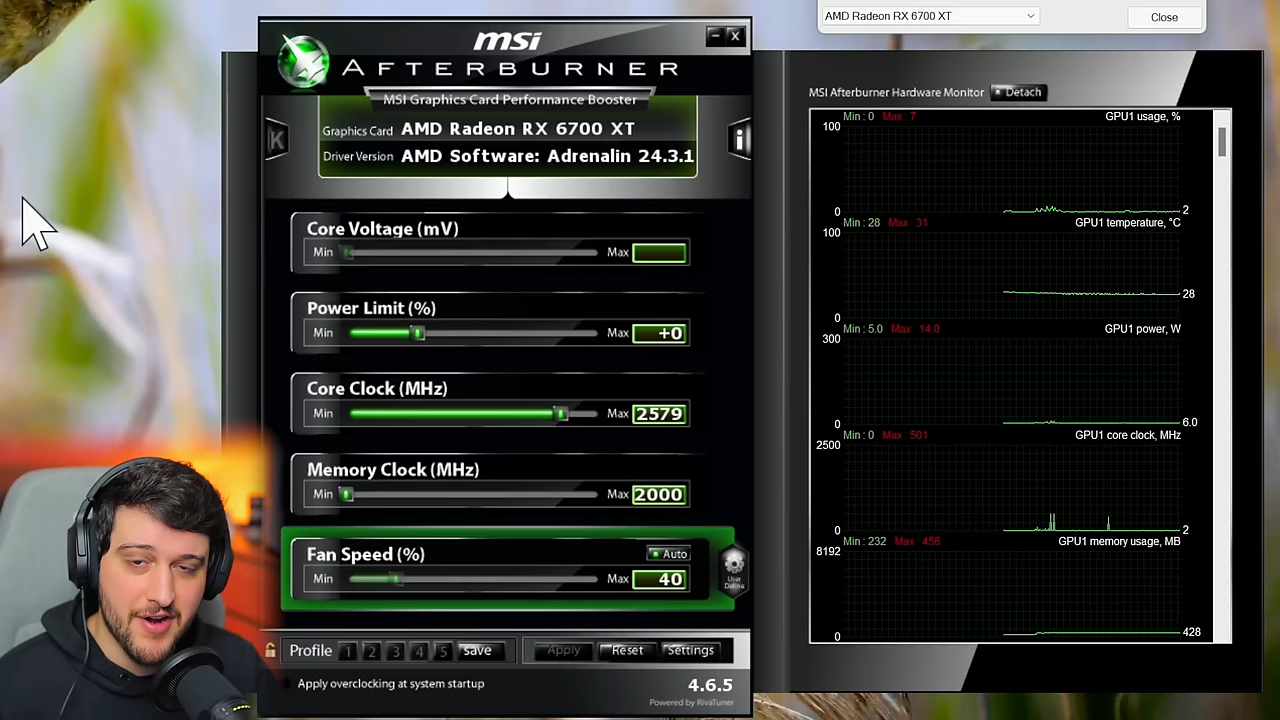 AMD Radeon RX 6700 XT
Close
msi
AFTERBURNER
MSI Graphics Card Performance Booster
Graphics Card AMD Radeon RX 6700 XT
Driver Version AMD Software: Adrenalin 24.3.1
K
i
Core Voltage (mV)
Min Max
Power Limit (%)
Min Max +0
Core Clock (MHz)
Min Max 2579
Memory Clock (MHz)
Min Max 2000
Fan Speed (%) Auto
Min Max 40
User
Define
Profile 1 2 3 4 5 save Apply Reset Settings
Apply overclocking at system startup
4.6.5
Powered by RivaTuner
MSI Afterburner Hardware Monitor Detach
Min : 0 Max : 7 GPU1 usage, %
100
0 2
Min : 28 Max : 31 GPU1 temperature, °C
100
28
0
Min : 5.0 Max : 14.0 GPU1 power, W
300
0 6.0
Min : 0 Max : 501 GPU1 core clock, MHz
2500
0 2
Min : 232 Max : 456 GPU1 memory usage, MB
8192
0 428